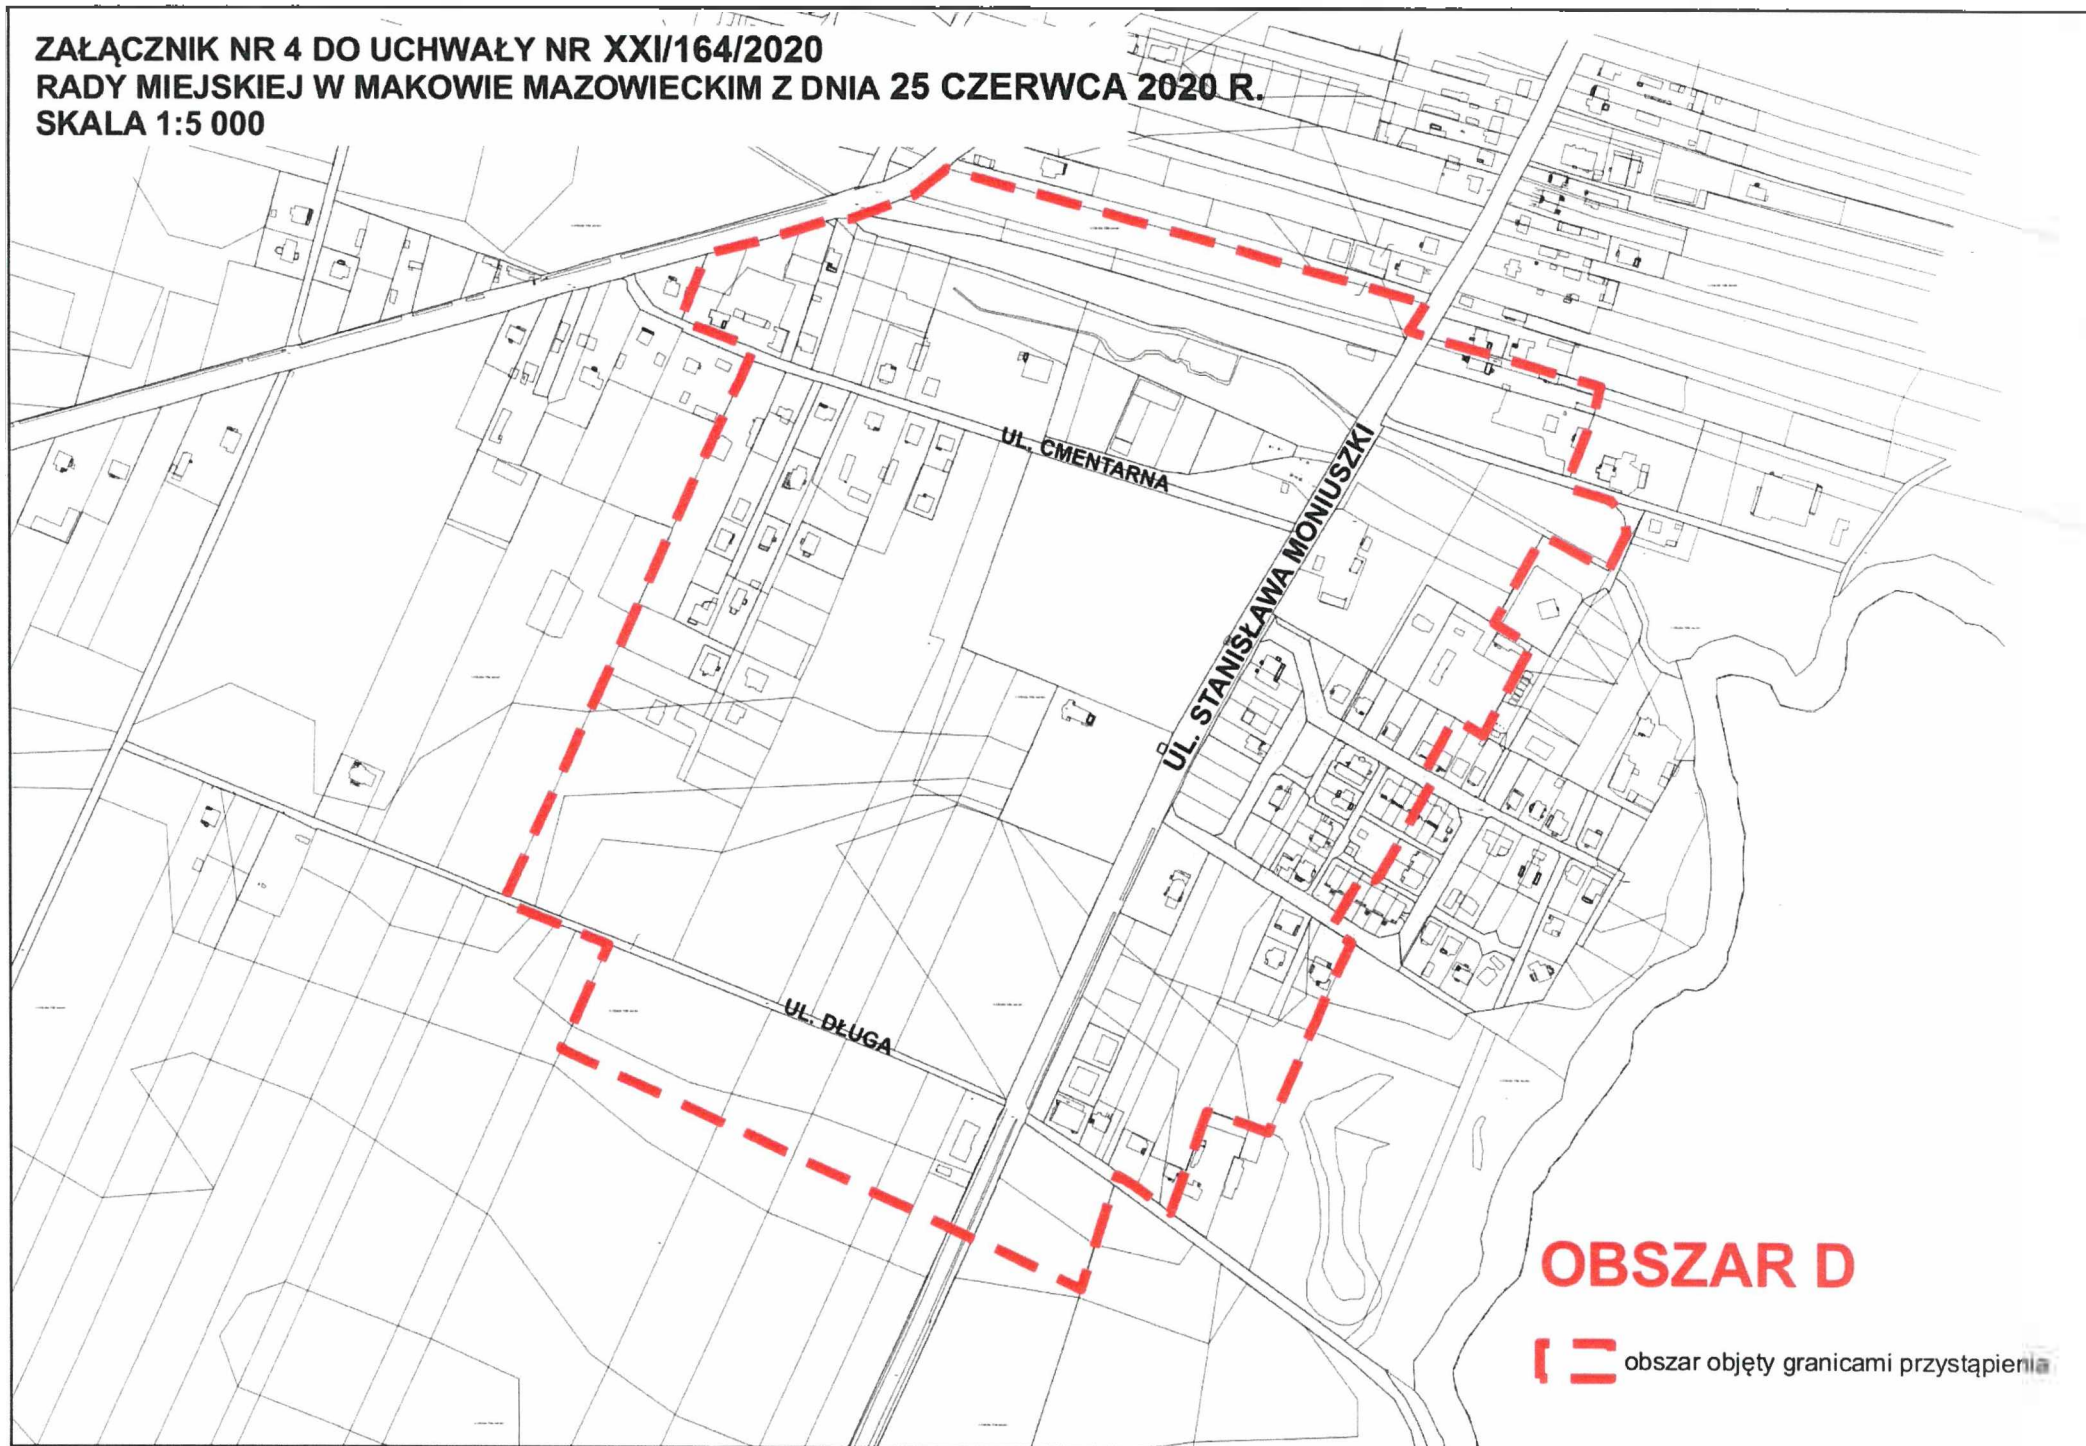 ZAŁĄCZNIK NR 4 DO UCHWAŁY NR XXI/164/2020
RADY MIEJSKIEJ W MAKOWIE MAZOWIECKIM Z DNIA 25 CZERWCA 2020 R.
SKALA 1:5 000
UL. CMENTARNA
UL. STANISŁAWA MONIUSZKI
UL. DŁUGA
OBSZAR D
obszar objęty granicami przystąpienia